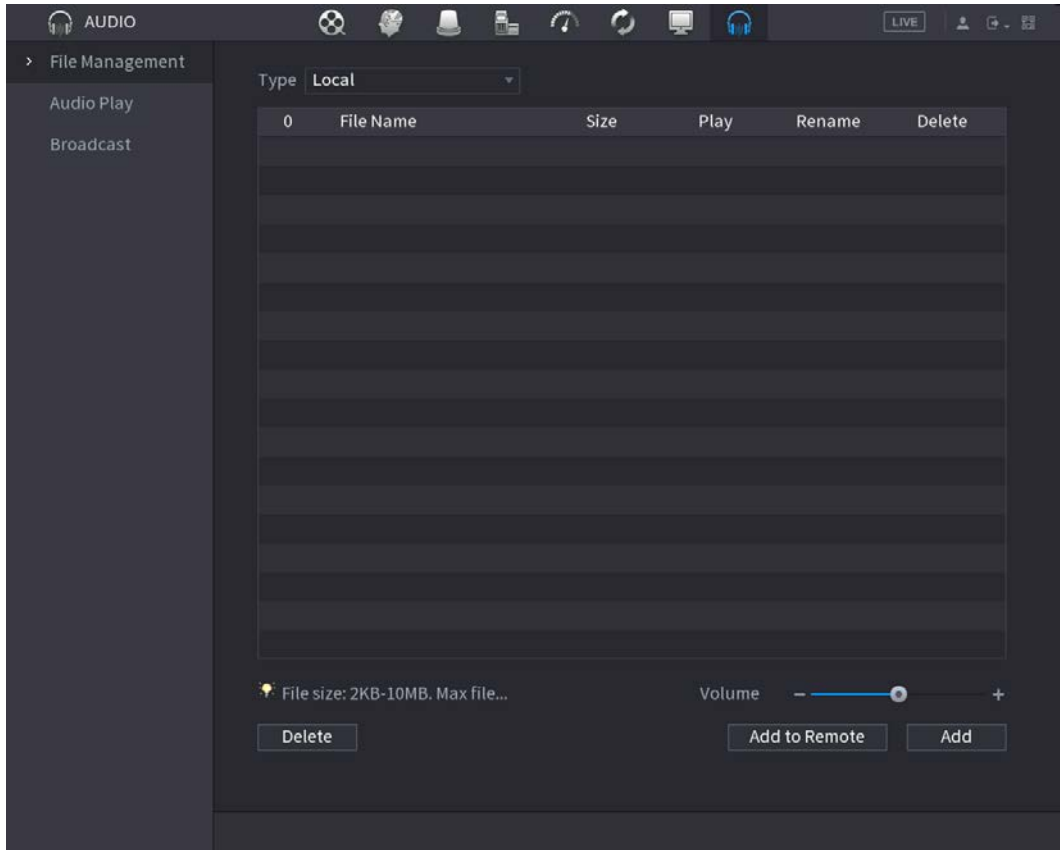 AUDIO
LIVE
File Management
Audio Play
Broadcast
Type Local
0 File Name Size Play Rename Delete
File size: 2KB-10MB. Max file...
Volume
Delete
Add to Remote
Add